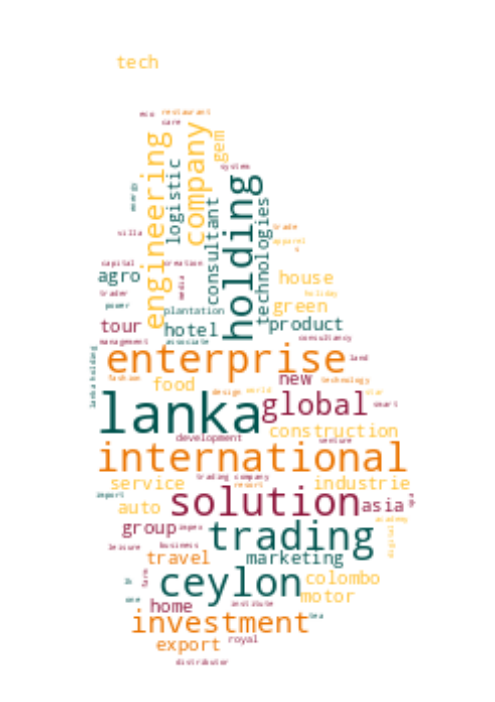 tech
eco restaurant
care
engineering
company
gem
logistic
system
energy
holding
consultant
technologies
villa
trade
apparel
s
capital
creation
agro
media
house
trader
holiday
power
plantation
green
tour
hotel
product
management
associate
consultancy
lanka holding
enterprise
land
fashion
food
new
technology
design
world
star
lanka
global
smart
construction
development
venture
international
trading company
service
resort
industrie
import
auto
solution
asia
academy
group
impex
trading
digital
leisure
business
travel
marketing
farm
lk
ceylon
colombo
one
home
institute
motor
investment
tea
export
royal
distributor